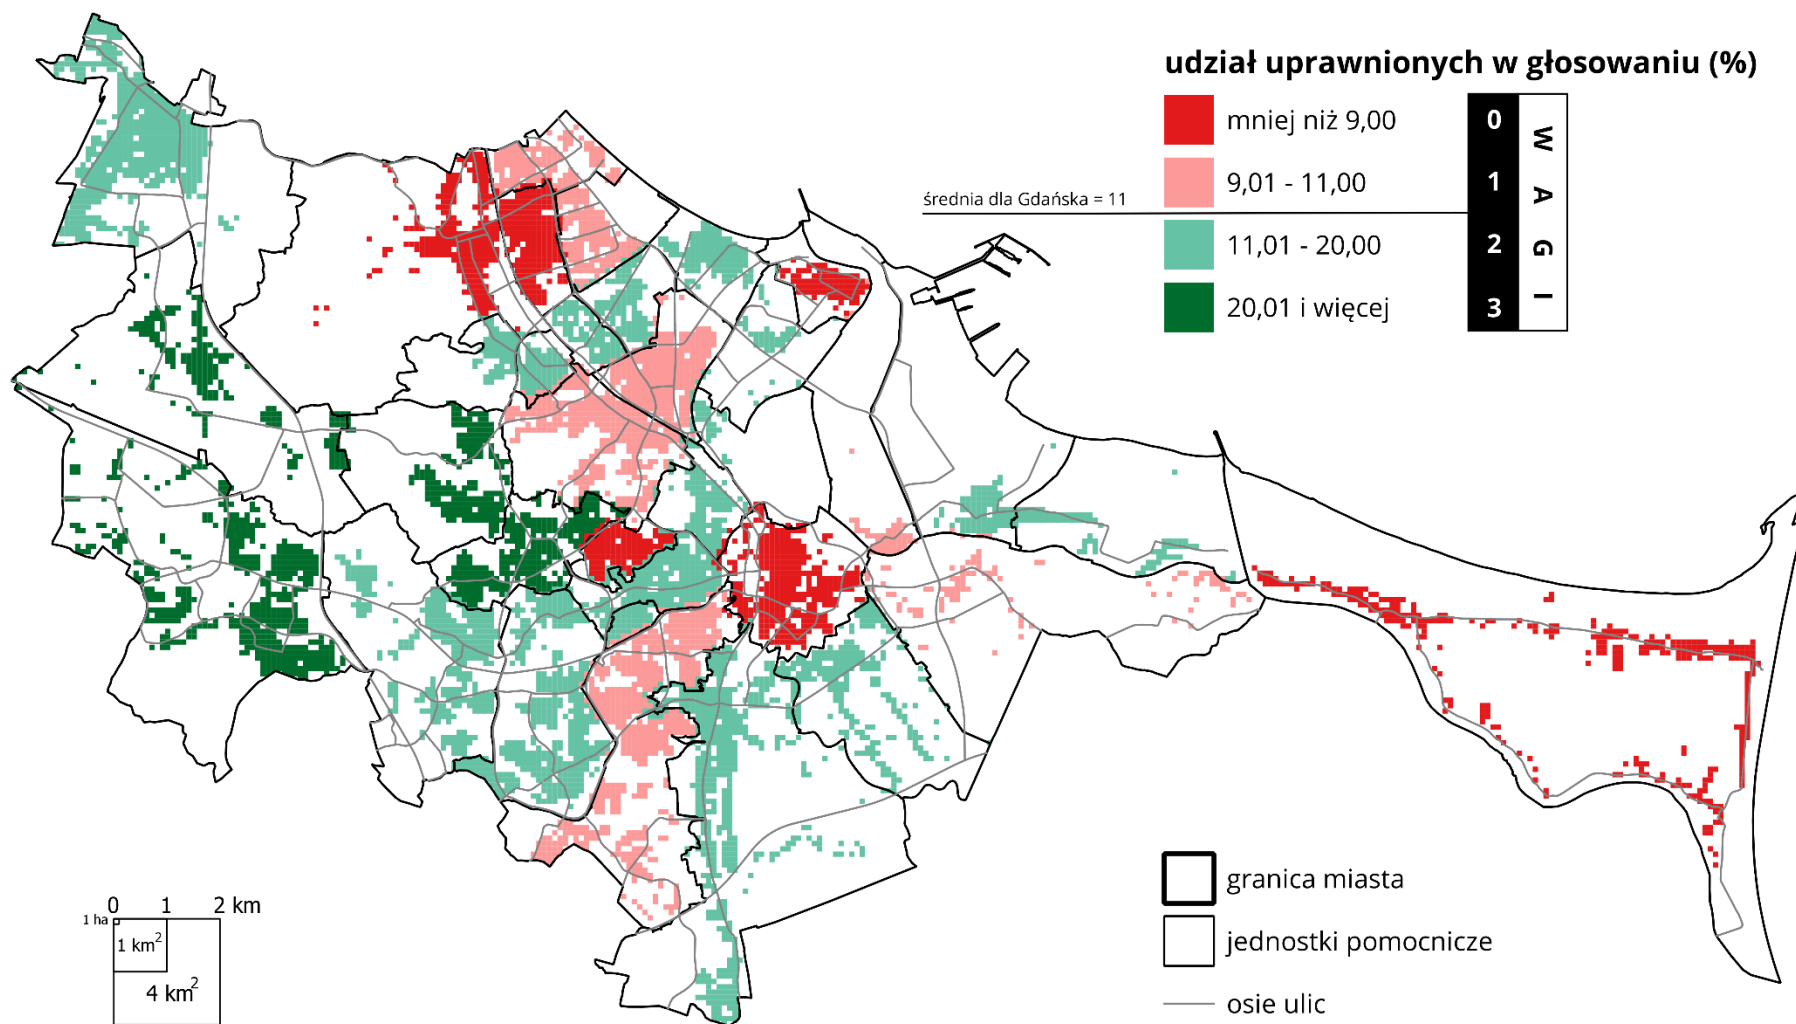 udział uprawnionych w głosowaniu (%)
mniej niż 9,00
0
9,01 - 11,00
1
średnia dla Gdańska = 11
11,01 - 20,00
2
20,01 i więcej
3
W
A
G
I
granica miasta
jednostki pomocnicze
osie ulic
0 1 2 km
1 ha
1 km²
4 km²